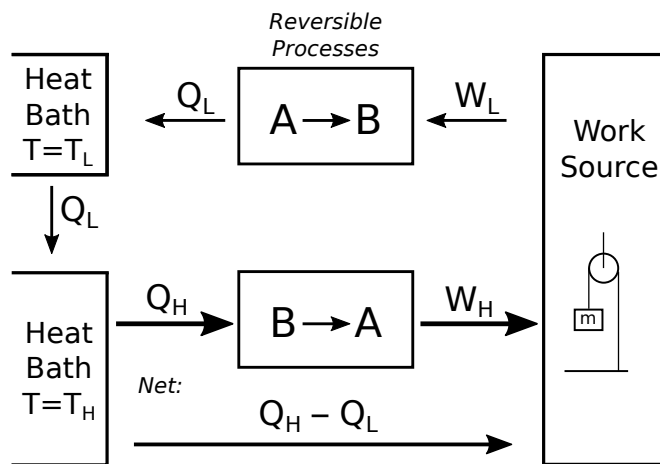 Reversible
Processes
Heat
Bath
T=T_L
Q_L
A → B
W_L
Work
Source
Q_L
Heat
Bath
T=T_H
Q_H
B → A
W_H
m
Net:
Q_H – Q_L